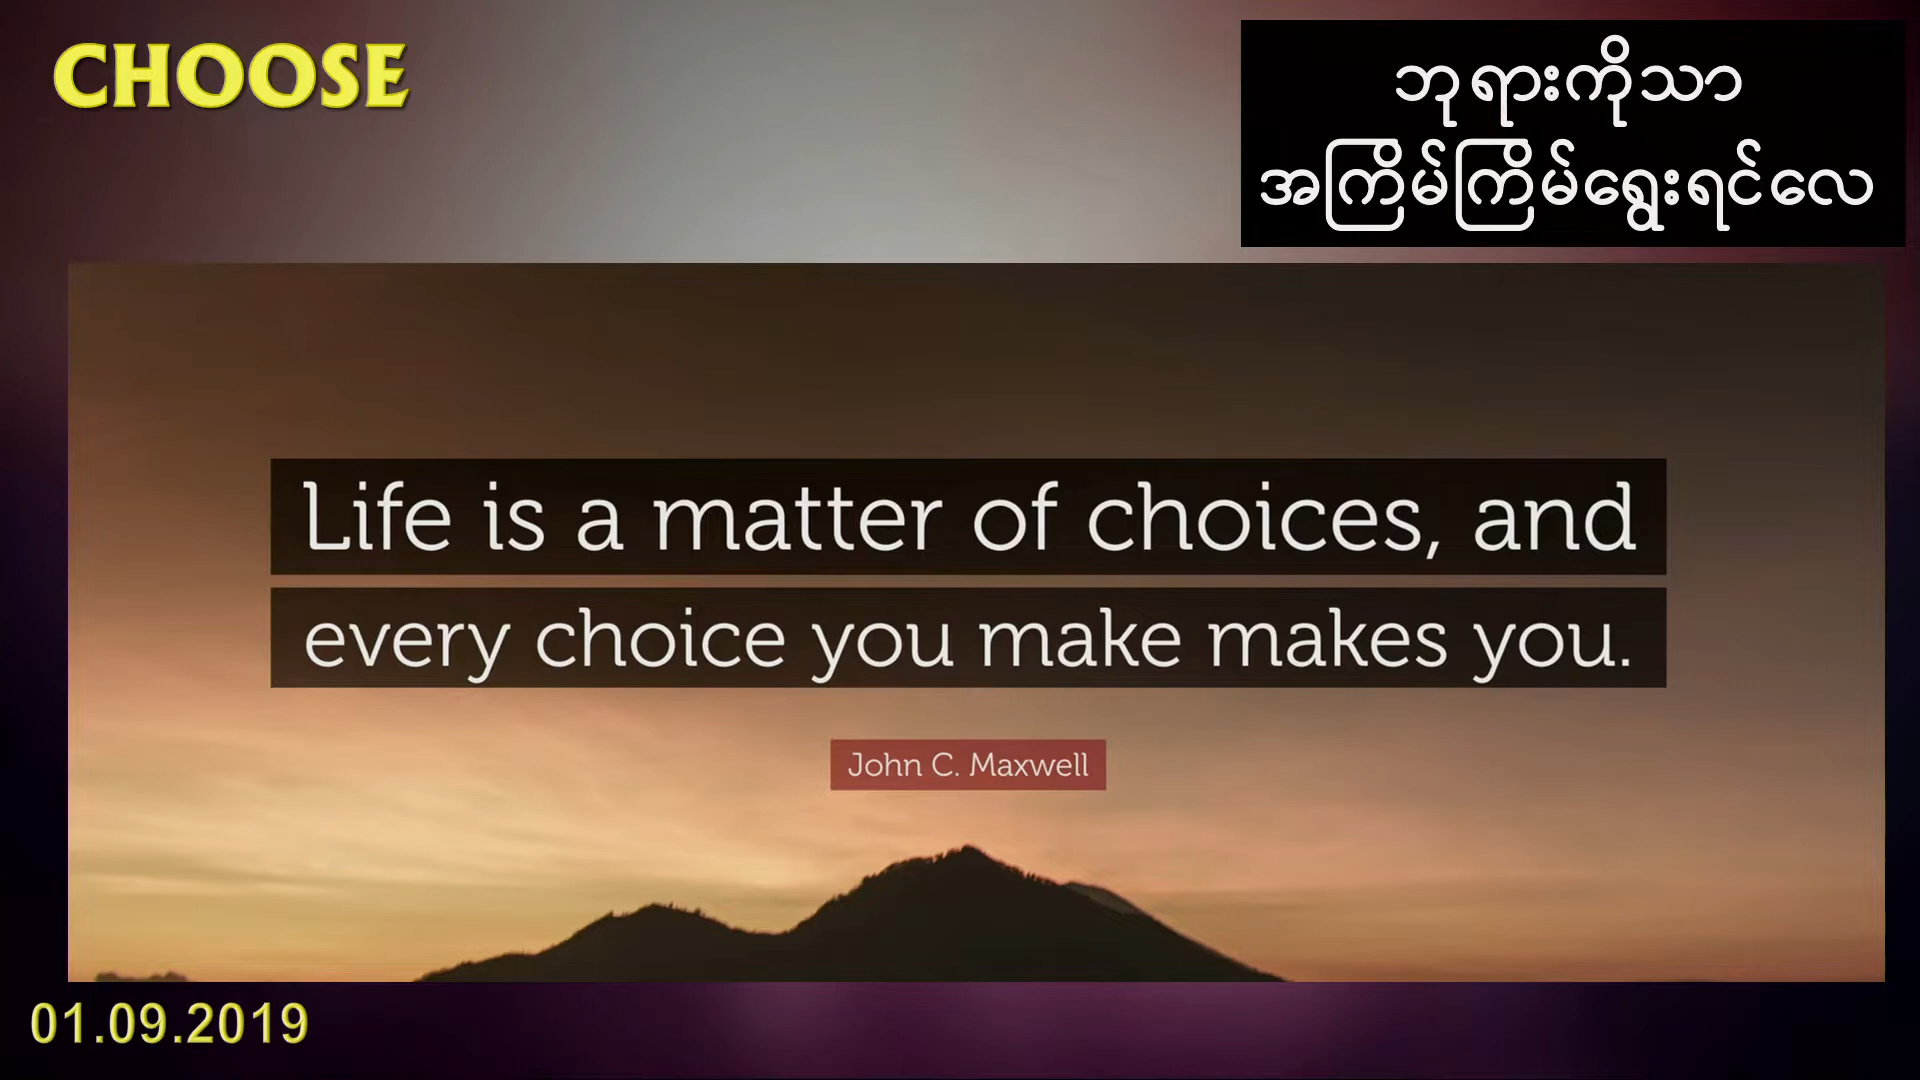 CHOOSE
ဘုရားကိုသာ
အကြိမ်ကြိမ်ရွေးရင်လေ
Life is a matter of choices, and
every choice you make makes you.
John C. Maxwell
01.09.2019